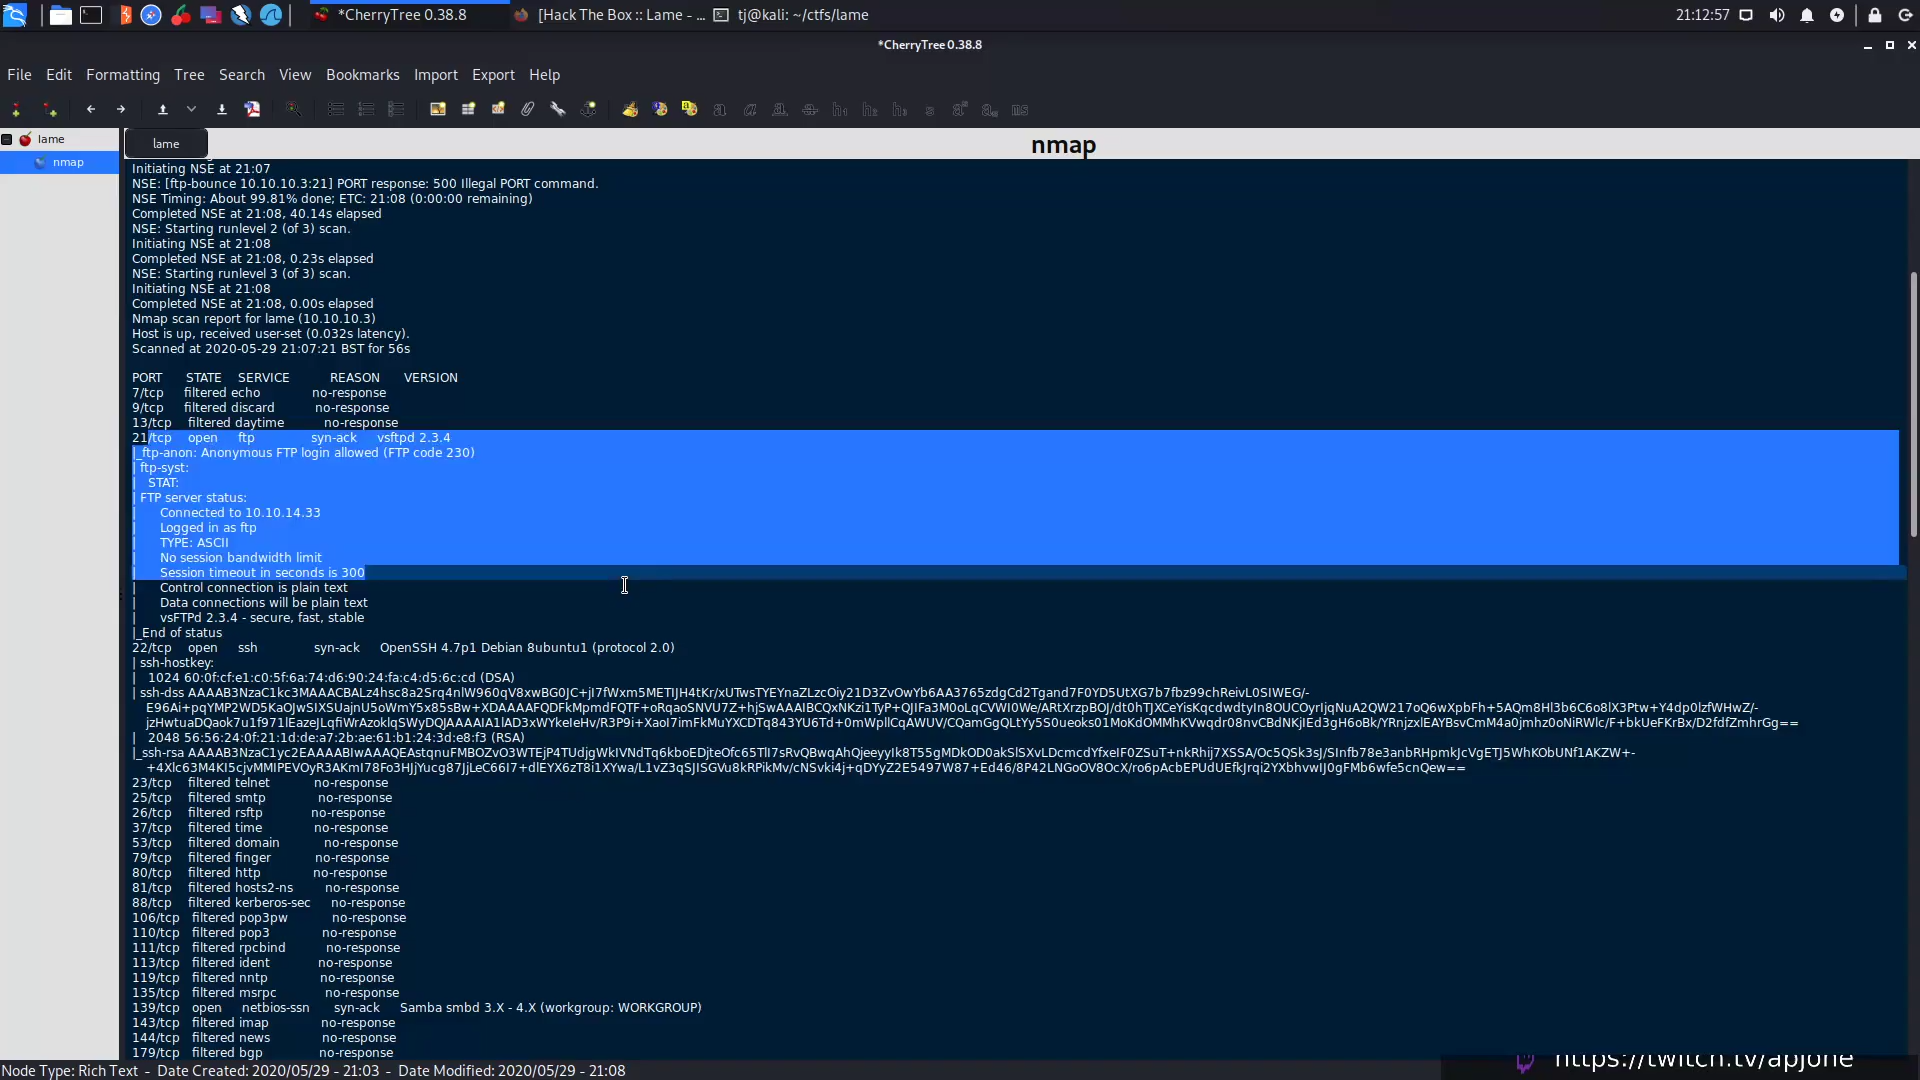 *CherryTree 0.38.8
[Hack The Box :: Lame - ...
tj@kali: ~/ctfs/lame
21:12:57
*CherryTree 0.38.8
File Edit Formatting Tree Search View Bookmarks Import Export Help
lame
nmap
lame
nmap
Initiating NSE at 21:07
NSE: [ftp-bounce 10.10.10.3:21] PORT response: 500 Illegal PORT command.
NSE Timing: About 99.81% done; ETC: 21:08 (0:00:00 remaining)
Completed NSE at 21:08, 40.14s elapsed
NSE: Starting runlevel 2 (of 3) scan.
Initiating NSE at 21:08
Completed NSE at 21:08, 0.23s elapsed
NSE: Starting runlevel 3 (of 3) scan.
Initiating NSE at 21:08
Completed NSE at 21:08, 0.00s elapsed
Nmap scan report for lame (10.10.10.3)
Host is up, received user-set (0.032s latency).
Scanned at 2020-05-29 21:07:21 BST for 56s
PORT STATE SERVICE REASON VERSION
7/tcp filtered echo no-response
9/tcp filtered discard no-response
13/tcp filtered daytime no-response
21/tcp open ftp syn-ack vsftpd 2.3.4
|_ftp-anon: Anonymous FTP login allowed (FTP code 230)
| ftp-syst:
| STAT:
| FTP server status:
| Connected to 10.10.14.33
| Logged in as ftp
| TYPE: ASCII
| No session bandwidth limit
| Session timeout in seconds is 300
| Control connection is plain text
| Data connections will be plain text
| vsFTPd 2.3.4 - secure, fast, stable
|_End of status
22/tcp open ssh syn-ack OpenSSH 4.7p1 Debian 8ubuntu1 (protocol 2.0)
| ssh-hostkey:
| 1024 60:0f:cf:e1:c0:5f:6a:74:d6:90:24:fa:c4:d5:6c:cd (DSA)
| ssh-dss
| 2048 56:56:24:0f:21:1d:de:a7:2b:ae:61:b1:24:3d:e8:f3 (RSA)
|_ssh-rsa
23/tcp filtered telnet no-response
25/tcp filtered smtp no-response
26/tcp filtered rsftp no-response
37/tcp filtered time no-response
53/tcp filtered domain no-response
79/tcp filtered finger no-response
80/tcp filtered http no-response
81/tcp filtered hosts2-ns no-response
88/tcp filtered kerberos-sec no-response
106/tcp filtered pop3pw no-response
110/tcp filtered pop3 no-response
111/tcp filtered rpcbind no-response
113/tcp filtered ident no-response
119/tcp filtered nntp no-response
135/tcp filtered msrpc no-response
139/tcp open netbios-ssn syn-ack Samba smbd 3.X - 4.X (workgroup: WORKGROUP)
143/tcp filtered imap no-response
144/tcp filtered news no-response
179/tcp filtered bgp no-response
https://twitch.tv/apjone
Node Type: Rich Text - Date Created: 2020/05/29 - 21:03 - Date Modified: 2020/05/29 - 21:08